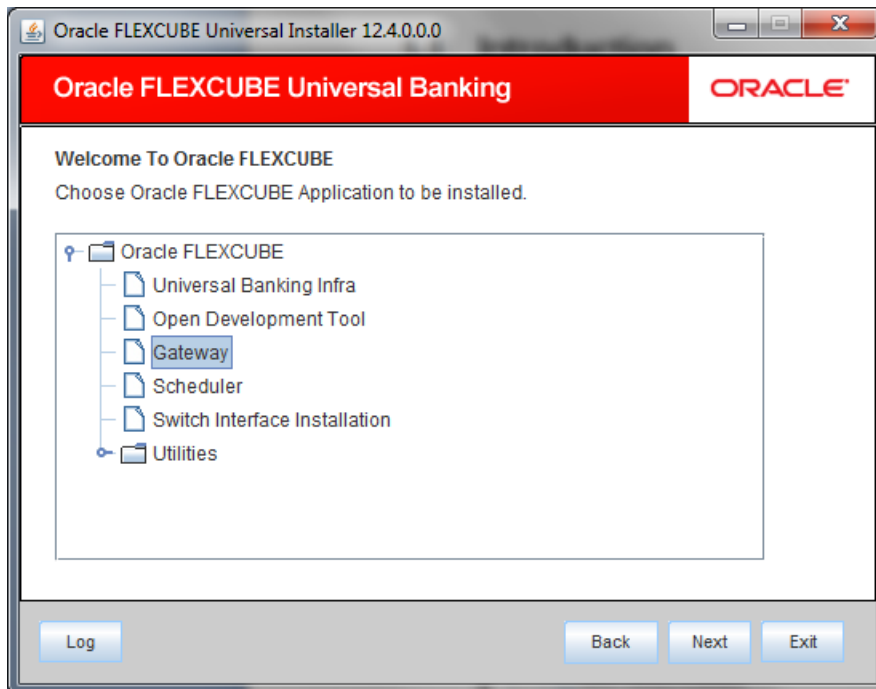 Oracle FLEXCUBE Universal Installer 12.4.0.0.0
Introduction
Oracle FLEXCUBE Universal Banking
ORACLE
Welcome To Oracle FLEXCUBE
Choose Oracle FLEXCUBE Application to be installed.
Oracle FLEXCUBE
Universal Banking Infra
Open Development Tool
Gateway
Scheduler
Switch Interface Installation
Utilities
Log
Back
Next
Exit